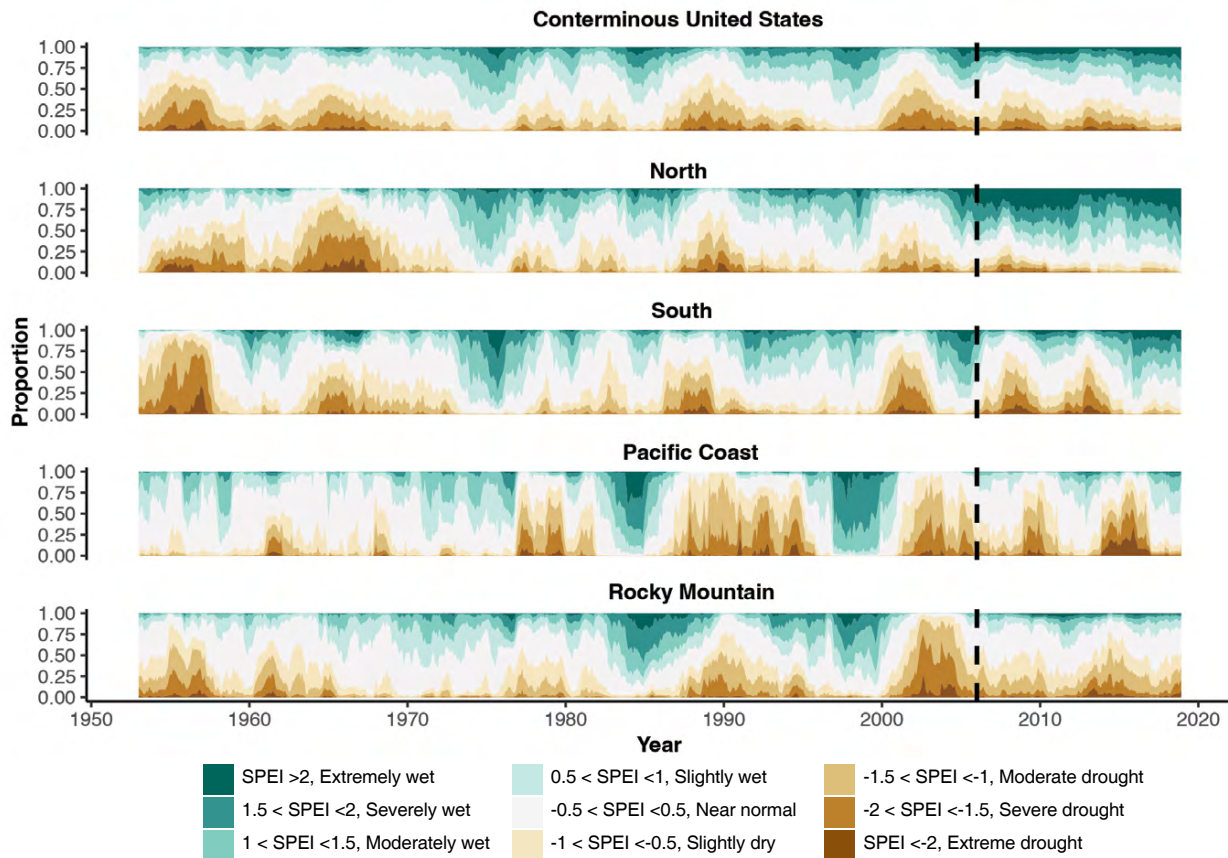 Conterminous United States
1.00
0.75
0.50
0.25
0.00
North
1.00
0.75
0.50
0.25
0.00
South
1.00
0.75
0.50
0.25
0.00
Pacific Coast
1.00
0.75
0.50
0.25
0.00
Rocky Mountain
1.00
0.75
0.50
0.25
0.00
Proportion
1950 1960 1970 1980 1990 2000 2010 2020
Year
SPEI >2, Extremely wet
1.5 < SPEI <2, Severely wet
1 < SPEI <1.5, Moderately wet
0.5 < SPEI <1, Slightly wet
-0.5 < SPEI <0.5, Near normal
-1 < SPEI <-0.5, Slightly dry
-1.5 < SPEI <-1, Moderate drought
-2 < SPEI <-1.5, Severe drought
SPEI <-2, Extreme drought